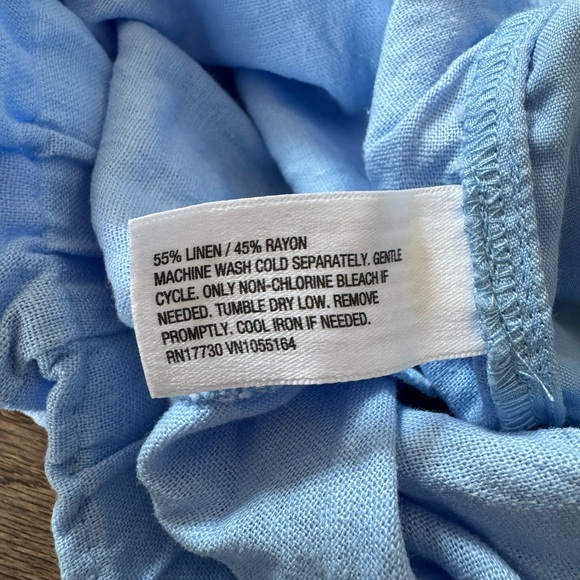 55% LINEN / 45% RAYON
MACHINE WASH COLD SEPARATELY. GENTLE
CYCLE. ONLY NON-CHLORINE BLEACH IF
NEEDED. TUMBLE DRY LOW. REMOVE
PROMPTLY. COOL IRON IF NEEDED.
RN17730 VN1055164